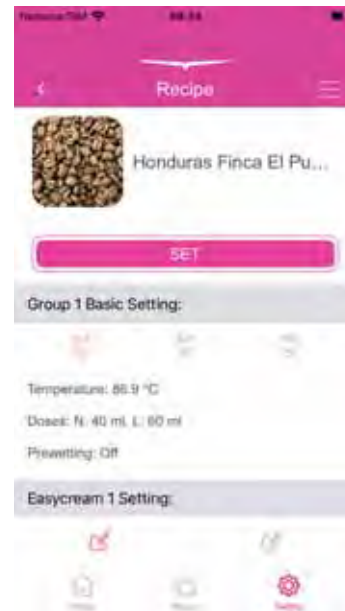 Recipe
Honduras Finca El Pu...
SET
Group 1 Basic Setting:
Temperature: 86.9 °C
Doses: N: 40 ml, L: 60 ml
Prewetting: Off
Easycream 1 Setting: